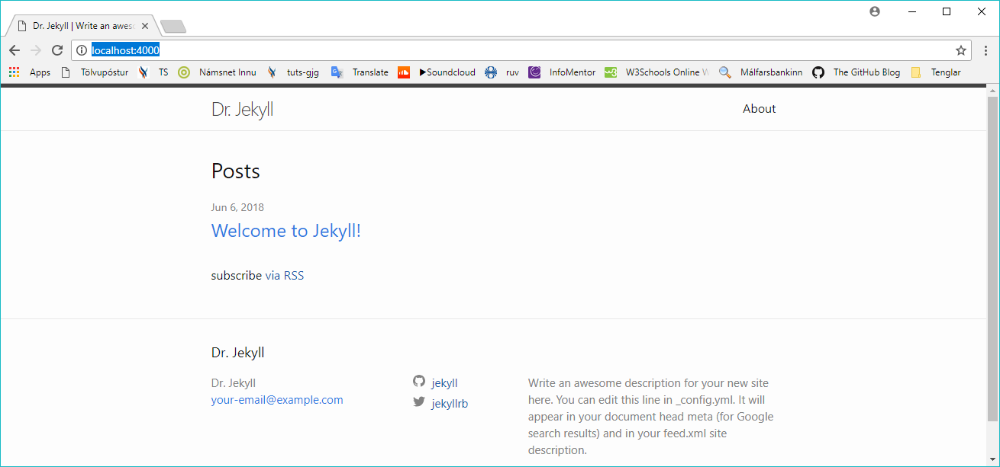 Dr. Jekyll | Write an awes
localhost:4000
Apps Tölvupóstur TS Námsnet Innu tuts-gjg Translate ▶Soundcloud ruv InfoMentor W3Schools Online W Málfarsbankinn The GitHub Blog Tenglar
Dr. Jekyll About
Posts
Jun 6, 2018
Welcome to Jekyll!
subscribe via RSS
Dr. Jekyll
Dr. Jekyll
your-email@example.com
jekyll
jekyllrb
Write an awesome description for your new site
here. You can edit this line in _config.yml. It will
appear in your document head meta (for Google
search results) and in your feed.xml site
description.